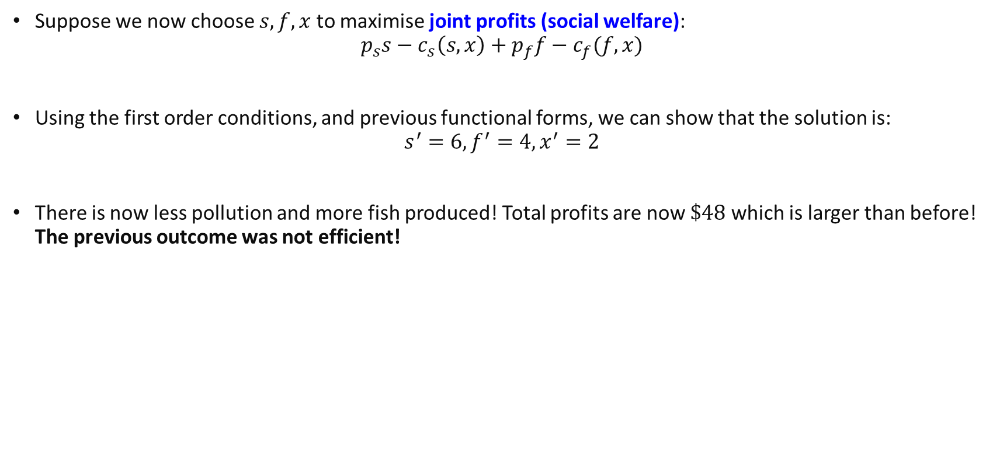 • Suppose we now choose s, f, x to maximise joint profits (social welfare):
pₛs − cₛ(s, x) + p_f f − c_f(f, x)
• Using the first order conditions, and previous functional forms, we can show that the solution is:
s′ = 6, f′ = 4, x′ = 2
• There is now less pollution and more fish produced! Total profits are now $48 which is larger than before!
The previous outcome was not efficient!